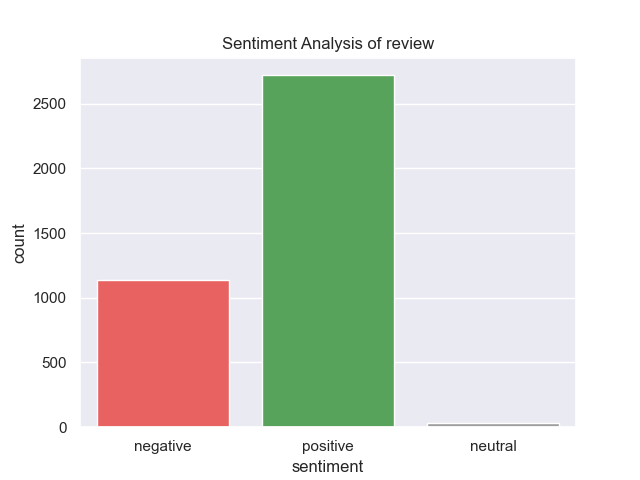 Sentiment Analysis of review
count
2500
2000
1500
1000
500
0
negative positive neutral
sentiment